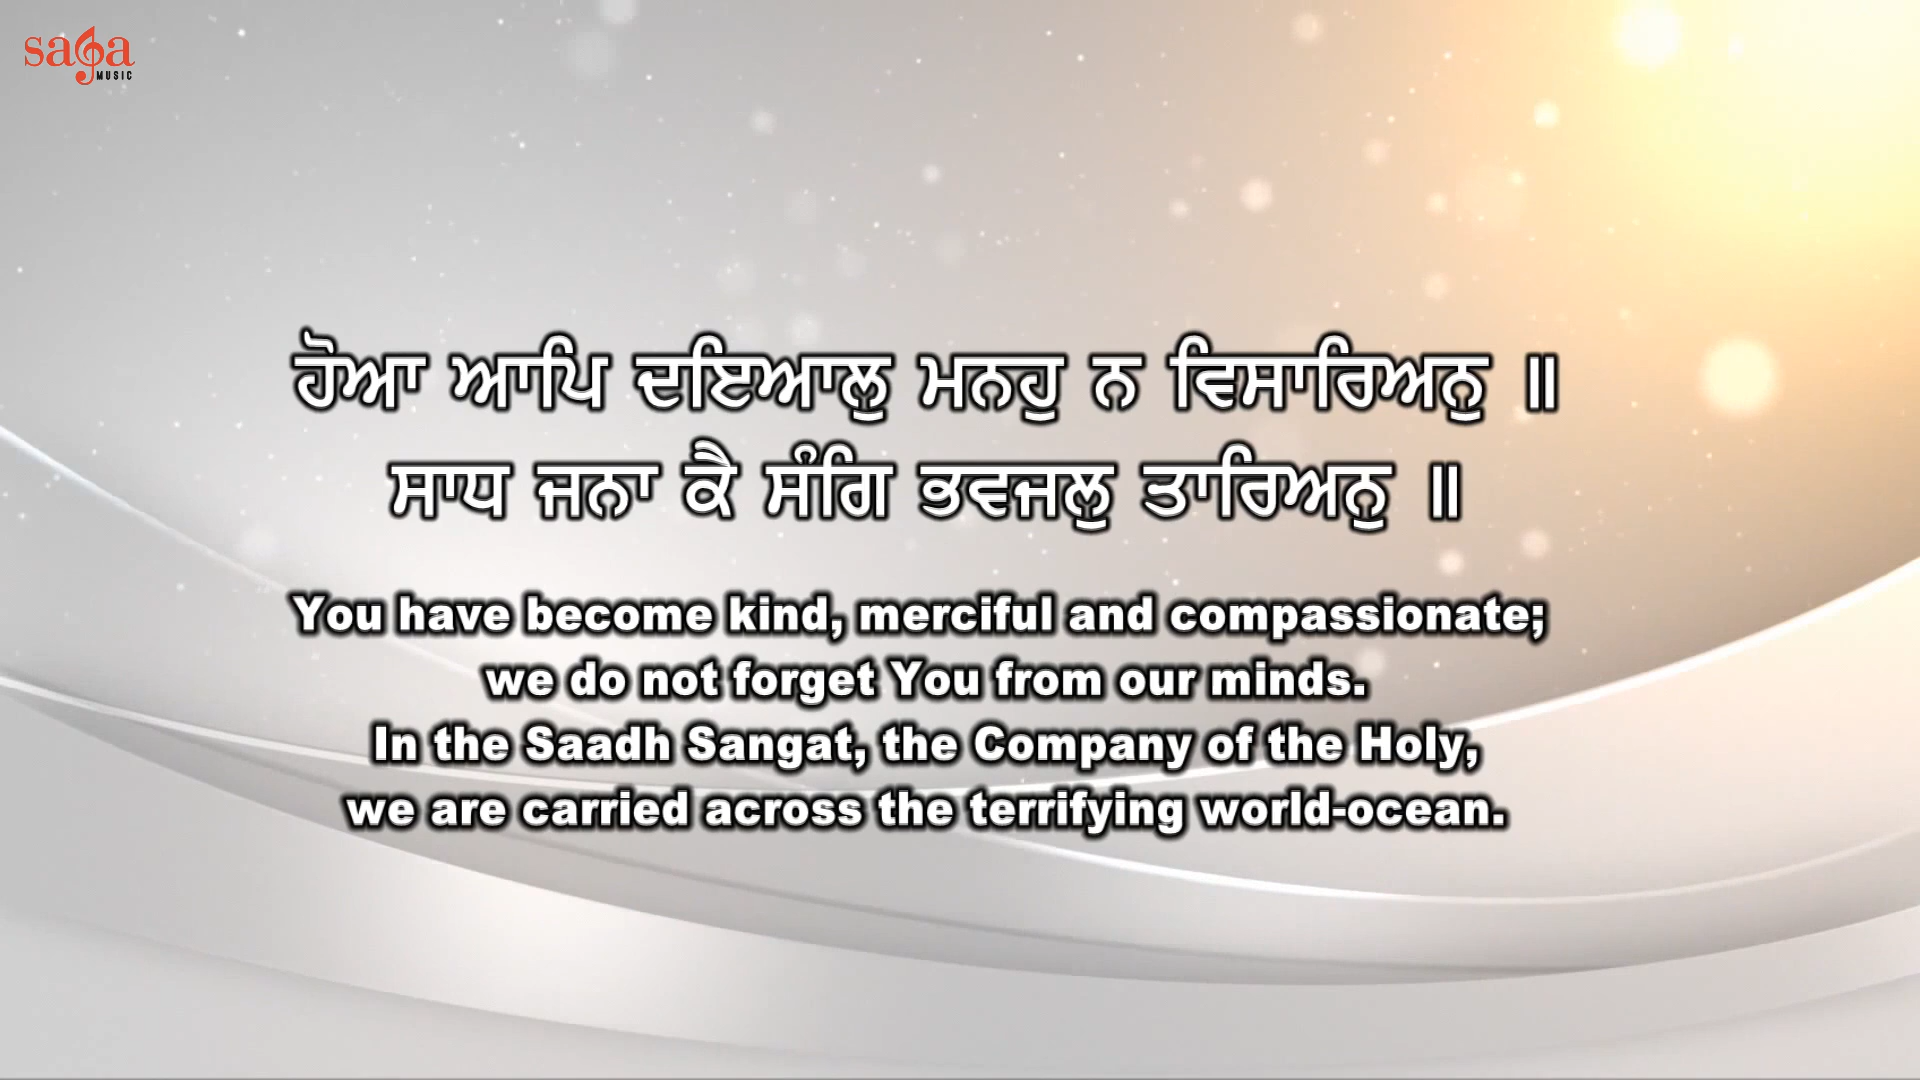 saga
MUSIC
ਹੋਆ ਆਪਿ ਦਇਆਲੁ ਮਨਹੁ ਨ ਵਿਸਾਰਿਅਨੁ ॥
ਸਾਧ ਜਨਾ ਕੈ ਸੰਗਿ ਭਵਜਲੁ ਤਾਰਿਅਨੁ ॥
You have become kind, merciful and compassionate;
we do not forget You from our minds.
In the Saadh Sangat, the Company of the Holy,
we are carried across the terrifying world-ocean.